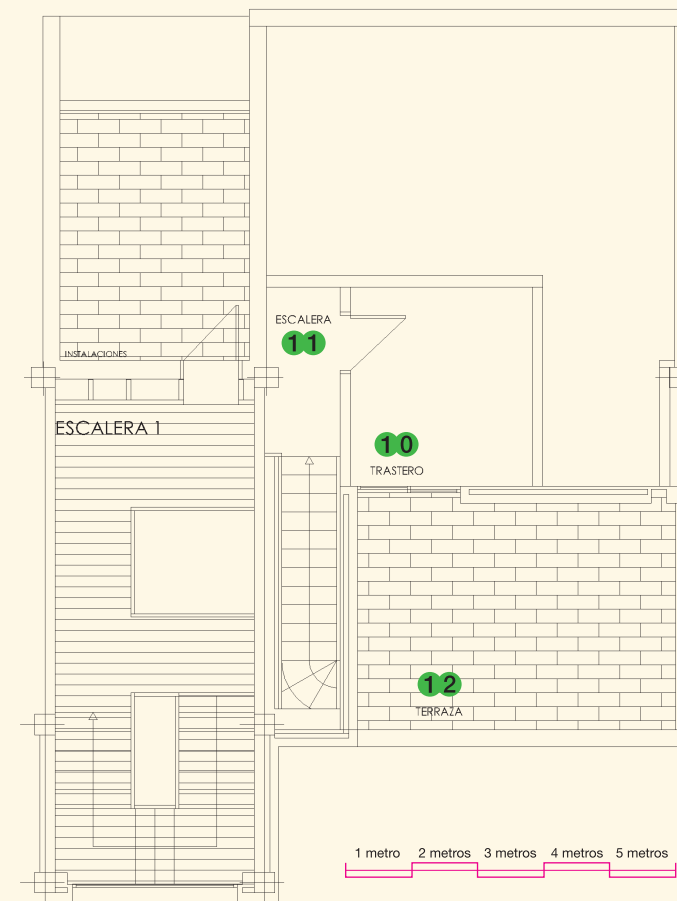 ESCALERA
11
INSTALACIONES
ESCALERA 1
10
TRASTERO
12
TERRAZA
1 metro 2 metros 3 metros 4 metros 5 metros